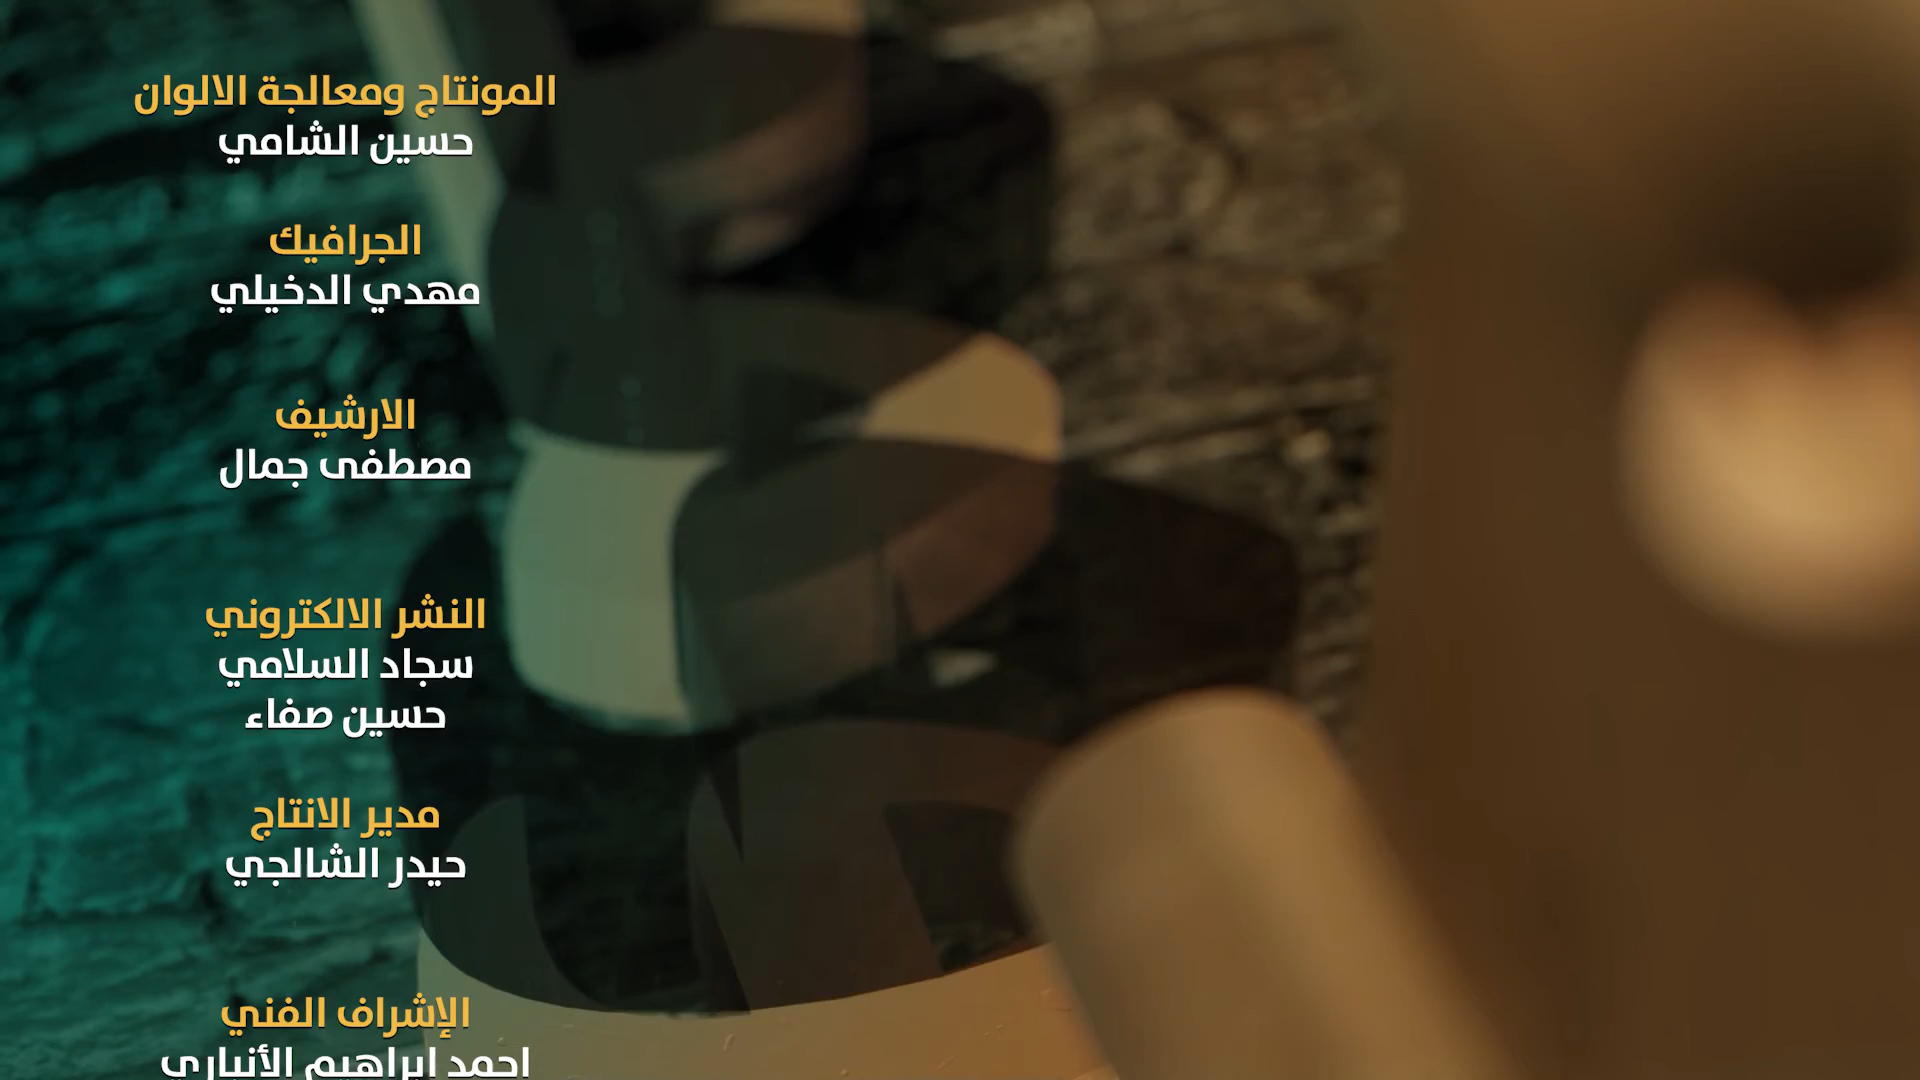 المونتاج ومعالجة الالوان
حسين الشامي
الجرافيك
مهدي الدخيلي
الارشيف
مصطفى جمال
النشر الالكتروني
سجاد السلامي
حسين صفاء
مدير الانتاج
حيدر الشالجي
الإشراف الفني
احمد ابراهيم الأنباري